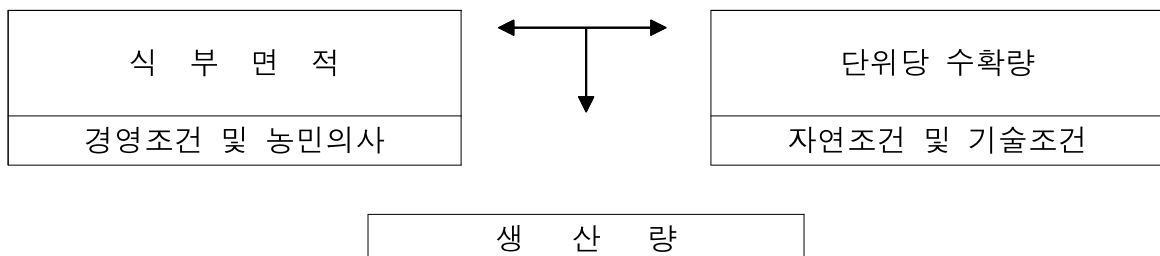 식 부 면 적
단위당 수확량
경영조건 및 농민의사
자연조건 및 기술조건
생 산 량